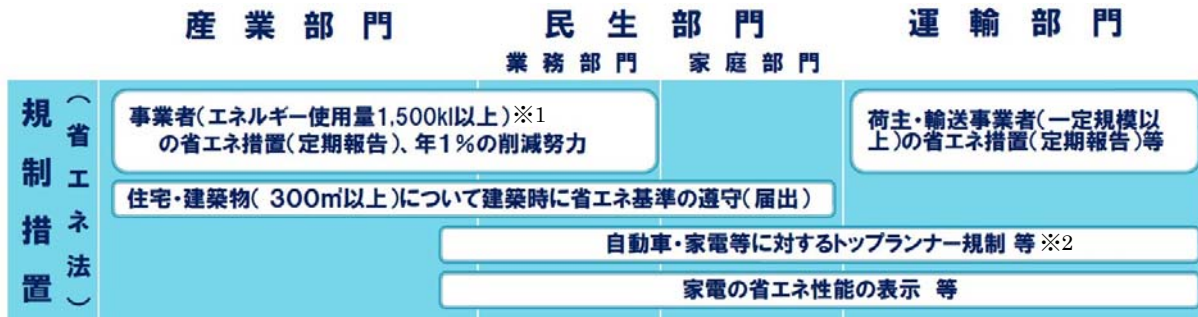 産業部門 民生部門 運輸部門
業務部門 家庭部門
規制措置
（省エネ法）
事業者（エネルギー使用量1,500kl以上）※1
の省エネ措置（定期報告）、年1％の削減努力
荷主・輸送事業者（一定規模以
上）の省エネ措置（定期報告）等
住宅・建築物（ 300㎡以上）について建築時に省エネ基準の遵守（届出）
自動車・家電等に対するトップランナー規制 等 ※2
家電の省エネ性能の表示 等